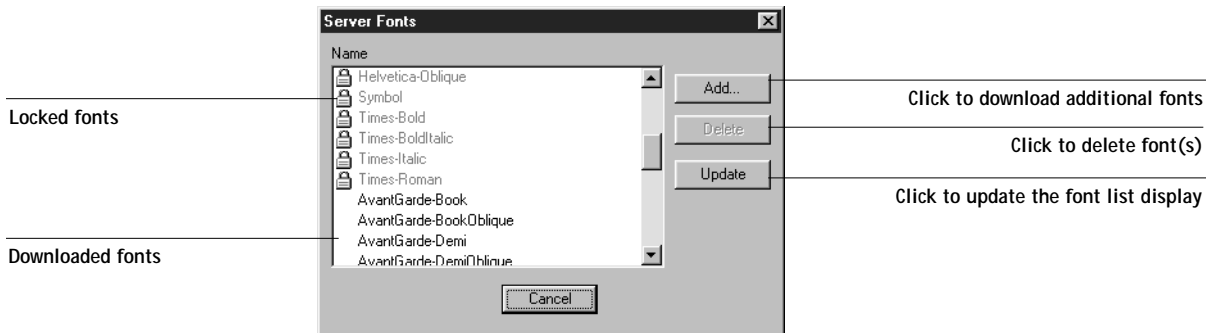 Server Fonts
Name
Helvetica-Oblique
Symbol
Times-Bold
Times-BoldItalic
Times-Italic
Times-Roman
AvantGarde-Book
AvantGarde-BookOblique
AvantGarde-Demi
AvantGarde-DemiOblique
Add...
Delete
Update
Cancel
Locked fonts
Downloaded fonts
Click to download additional fonts
Click to delete font(s)
Click to update the font list display